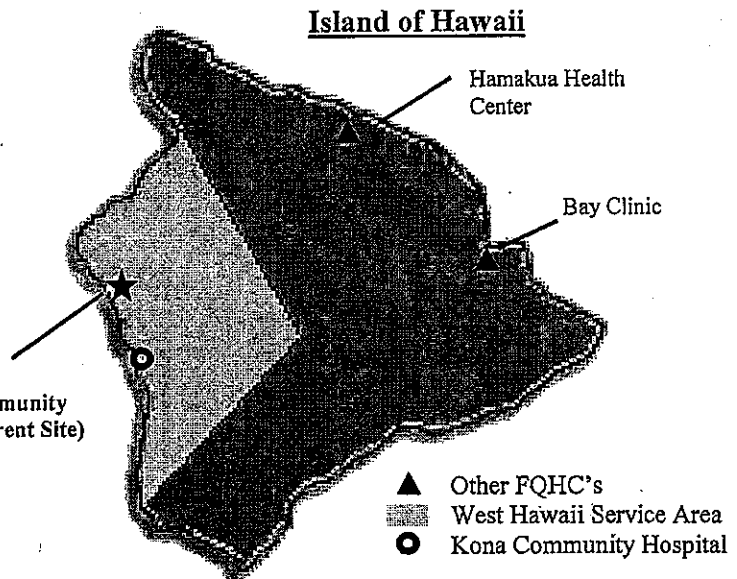 Island of Hawaii
Hamakua Health
Center
Bay Clinic
munity
rent Site)
Other FQHC's
West Hawaii Service Area
Kona Community Hospital